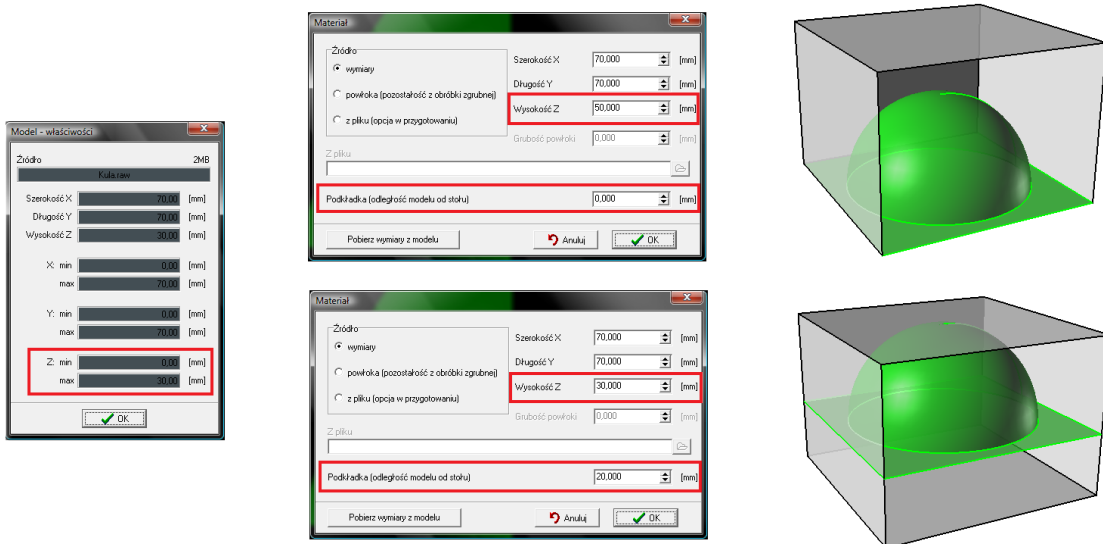 Model - właściwości
Źródło 2MB
Kula.raw
Szerokość X 70,00 [mm]
Długość Y 70,00 [mm]
Wysokość Z 30,00 [mm]
X: min 0,00 [mm]
max 70,00 [mm]
Y: min 0,00 [mm]
max 70,00 [mm]
Z: min 0,00 [mm]
max 30,00 [mm]
OK
Materiał
Źródło
wymiary
powłoka (pozostałość z obróbki zgrubnej)
z pliku (opcja w przygotowaniu)
Szerokość X 70,000 [mm]
Długość Y 70,000 [mm]
Wysokość Z 50,000 [mm]
Grubość powłoki 0,000 [mm]
Z pliku
Podkładka (odległość modelu od stołu) 0,000 [mm]
Pobierz wymiary z modelu Anuluj OK
Materiał
Źródło
wymiary
powłoka (pozostałość z obróbki zgrubnej)
z pliku (opcja w przygotowaniu)
Szerokość X 70,000 [mm]
Długość Y 70,000 [mm]
Wysokość Z 30,000 [mm]
Grubość powłoki 0,000 [mm]
Z pliku
Podkładka (odległość modelu od stołu) 20,000 [mm]
Pobierz wymiary z modelu Anuluj OK